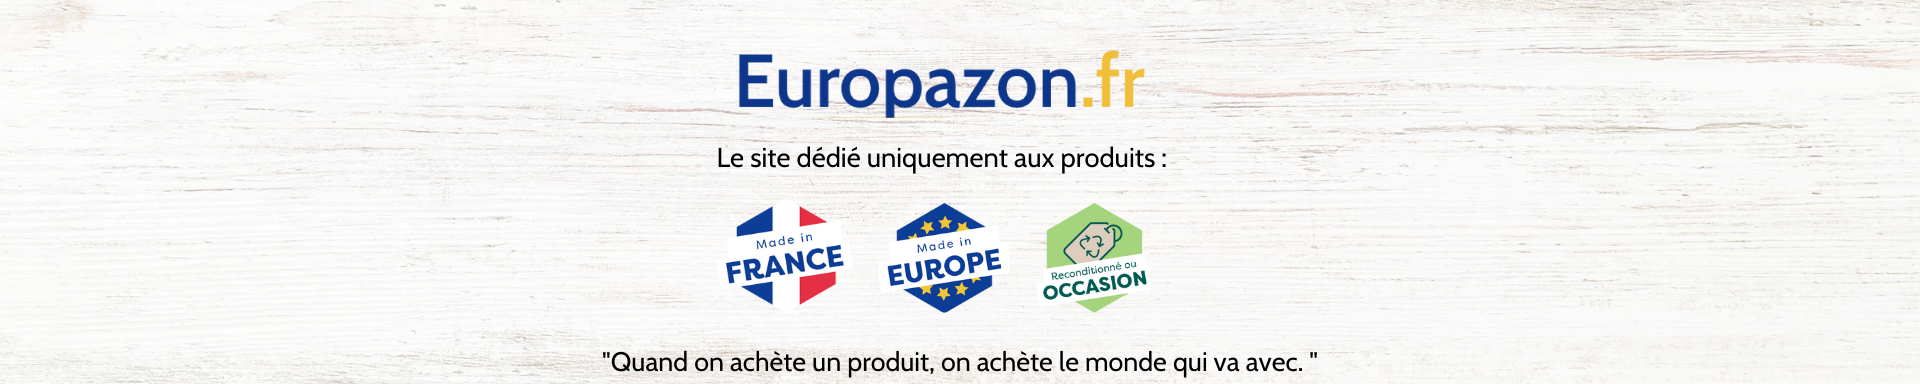 Europazon.fr
Le site dédié uniquement aux produits :
Made in
FRANCE
Made in
EUROPE
Reconditionné ou
OCCASION
"Quand on achète un produit, on achète le monde qui va avec. "